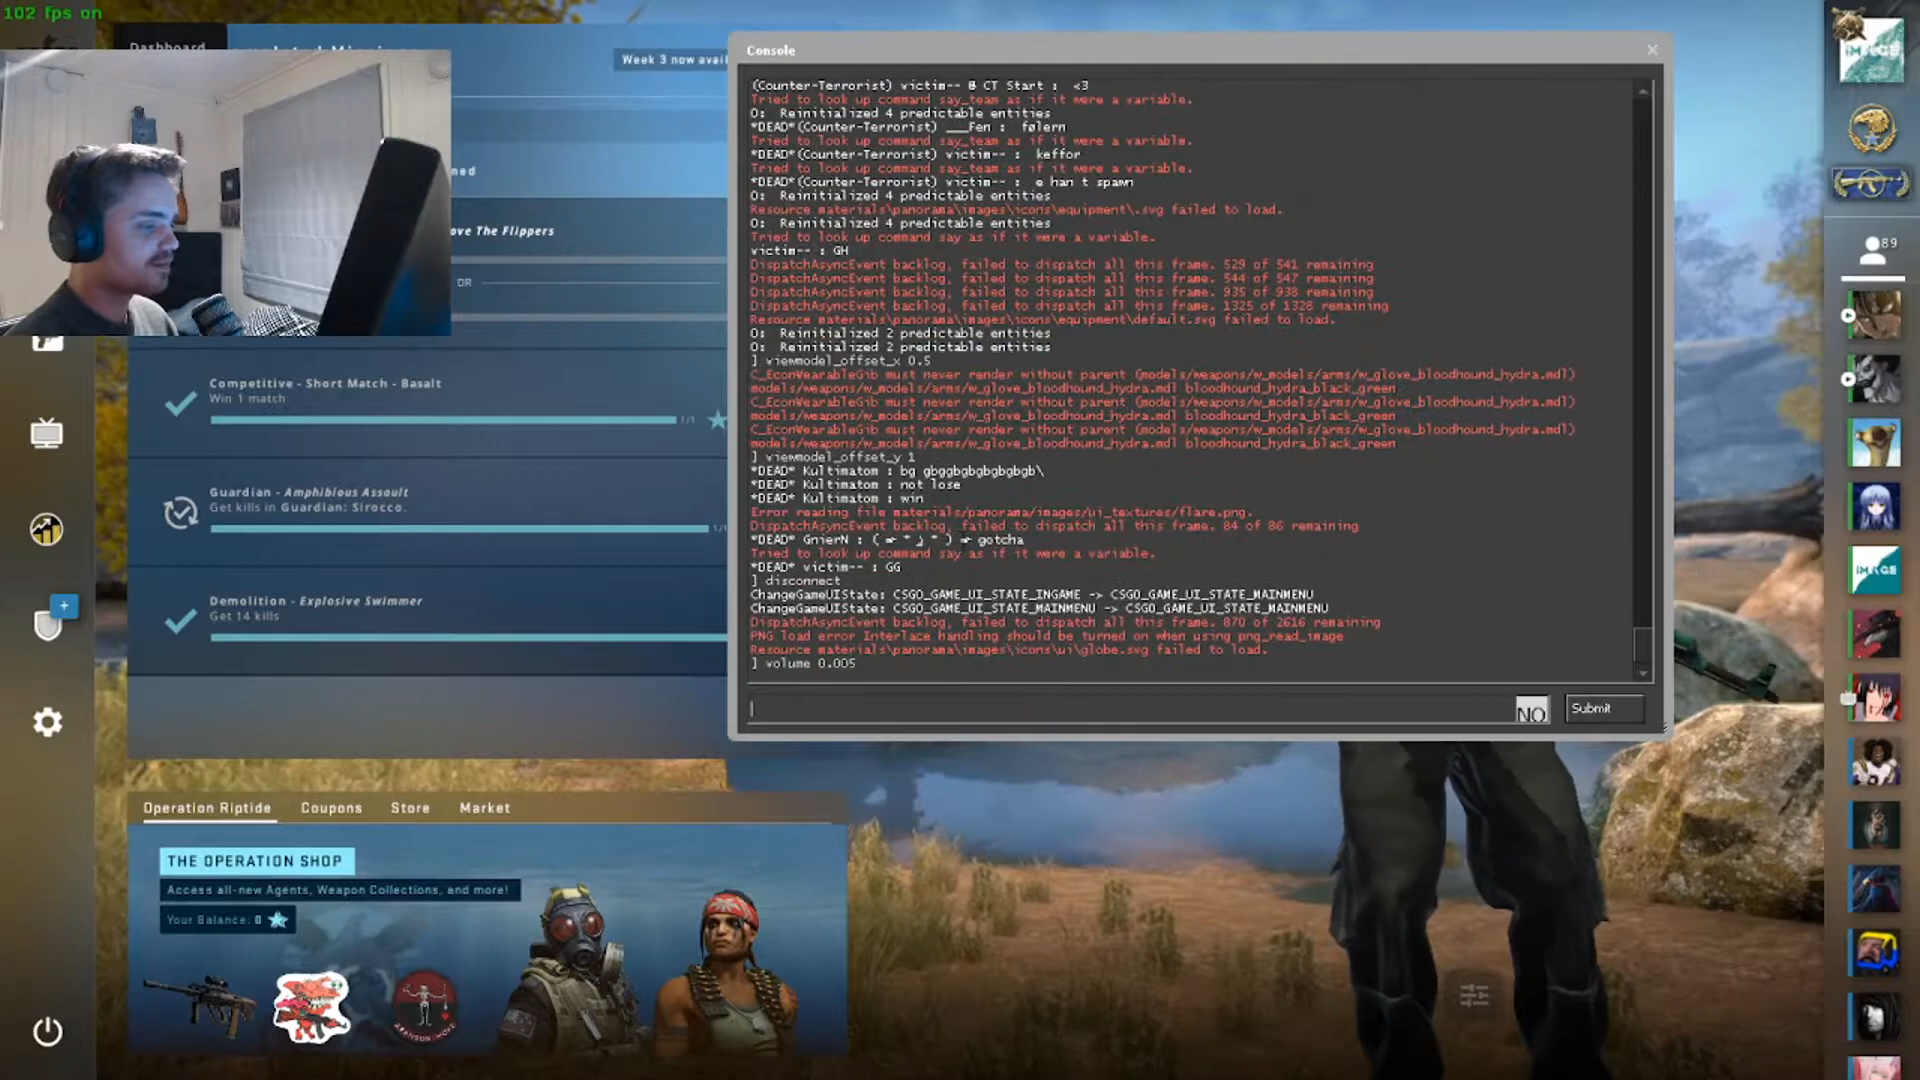 102 fps on
Dashboard
Week 3 now avail
ned
ove The Flippers
OR
Competitive - Short Match - Basalt
Win 1 match
1/1
Guardian - Amphibious Assault
Get kills in Guardian: Sirocco.
Demolition - Explosive Swimmer
Get 14 kills
Operation Riptide
Coupons
Store
Market
THE OPERATION SHOP
Access all-new Agents, Weapon Collections, and more!
Your Balance: 0
Console
(Counter-Terrorist) victim-- @ CT Start :  <3
Tried to look up command say_team as if it were a variable.
O:  Reinitialized 4 predictable entities
*DEAD*(Counter-Terrorist) ___Fen :  følern
Tried to look up command say_team as if it were a variable.
*DEAD*(Counter-Terrorist) victim-- :  keffor
Tried to look up command say_team as if it were a variable.
*DEAD*(Counter-Terrorist) victim-- :  e han t spawn
O:  Reinitialized 4 predictable entities
Resource materials\panorama\images\icons\equipment\.svg failed to load.
O:  Reinitialized 4 predictable entities
Tried to look up command say as if it were a variable.
victim-- : GH
DispatchAsyncEvent backlog, failed to dispatch all this frame. 529 of 541 remaining
DispatchAsyncEvent backlog, failed to dispatch all this frame. 544 of 547 remaining
DispatchAsyncEvent backlog, failed to dispatch all this frame. 935 of 938 remaining
DispatchAsyncEvent backlog, failed to dispatch all this frame. 1325 of 1328 remaining
Resource materials\panorama\images\icons\equipment\default.svg failed to load.
O:  Reinitialized 2 predictable entities
O:  Reinitialized 2 predictable entities
] viewmodel_offset_x 0.5
C_EconWearableGib must never render without parent (models/weapons/w_models/arms/w_glove_bloodhound_hydra.mdl)
models/weapons/w_models/arms/w_glove_bloodhound_hydra.mdl bloodhound_hydra_black_green
C_EconWearableGib must never render without parent (models/weapons/w_models/arms/w_glove_bloodhound_hydra.mdl)
models/weapons/w_models/arms/w_glove_bloodhound_hydra.mdl bloodhound_hydra_black_green
C_EconWearableGib must never render without parent (models/weapons/w_models/arms/w_glove_bloodhound_hydra.mdl)
models/weapons/w_models/arms/w_glove_bloodhound_hydra.mdl bloodhound_hydra_black_green
] viewmodel_offset_y 1
*DEAD* Kultimatom : bg gbggbgbgbgbgbgb\
*DEAD* Kultimatom : not lose
*DEAD* Kultimatom : win
Error reading file materials/panorama/images/ui_textures/flare.png.
DispatchAsyncEvent backlog, failed to dispatch all this frame. 84 of 86 remaining
*DEAD* GnierN : gotcha
Tried to look up command say as if it were a variable.
*DEAD* victim-- : GG
] disconnect
ChangeGameUIState: CSGO_GAME_UI_STATE_INGAME -> CSGO_GAME_UI_STATE_MAINMENU
ChangeGameUIState: CSGO_GAME_UI_STATE_MAINMENU -> CSGO_GAME_UI_STATE_MAINMENU
DispatchAsyncEvent backlog, failed to dispatch all this frame. 870 of 2616 remaining
PNG load error Interlace handling should be turned on when using png_read_image
Resource materials\panorama\images\icons\ui\globe.svg failed to load.
] volume 0.005
NO
Submit
89